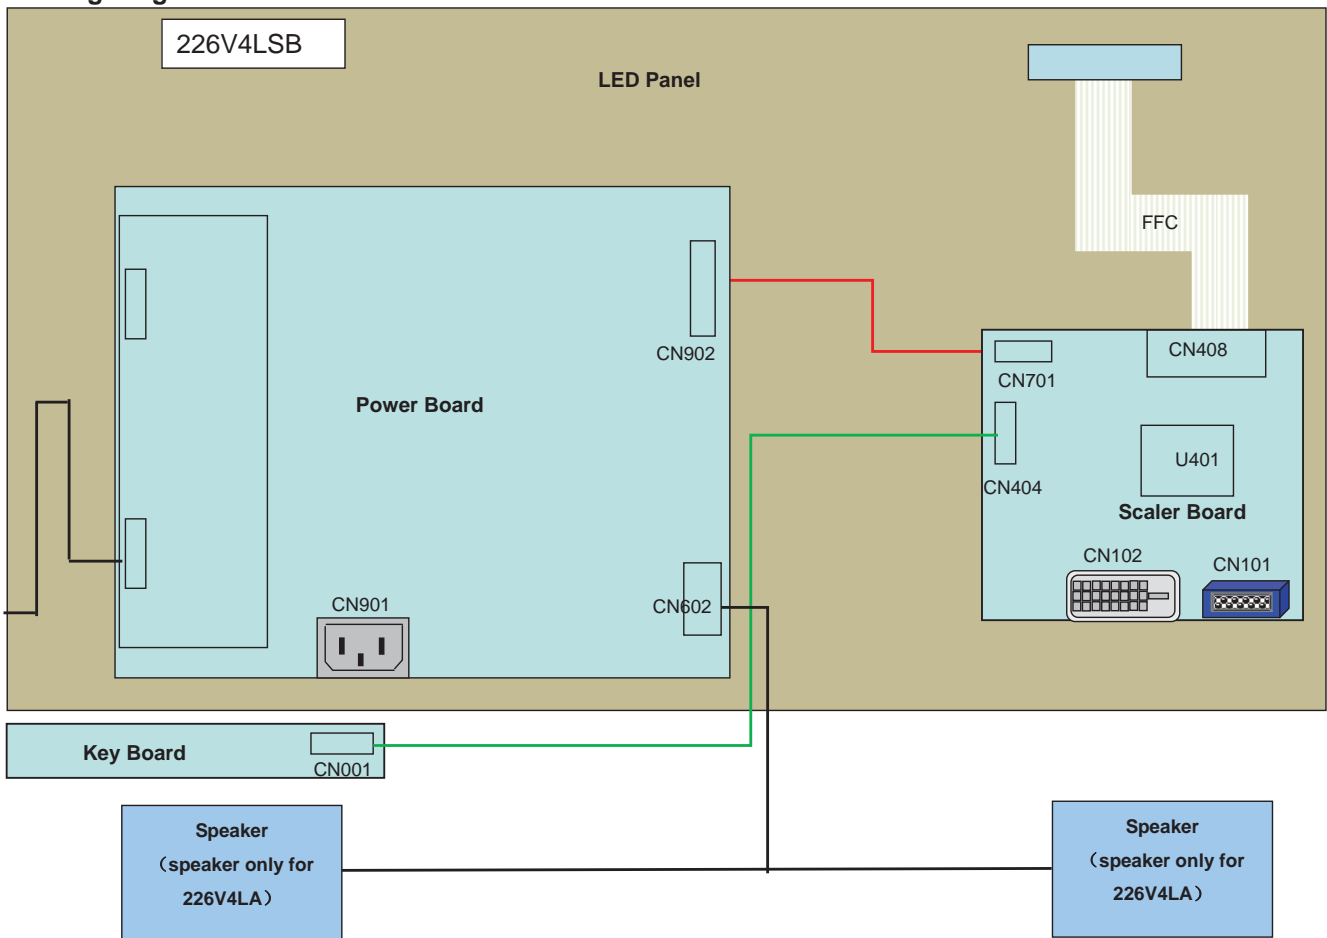 226V4LSB
LED Panel
FFC
CN902
CN408
CN701
Power Board
U401
CN404
Scaler Board
CN102
CN101
CN901
CN602
Key Board
CN001
Speaker
（speaker only for
226V4LA）
Speaker
（speaker only for
226V4LA）